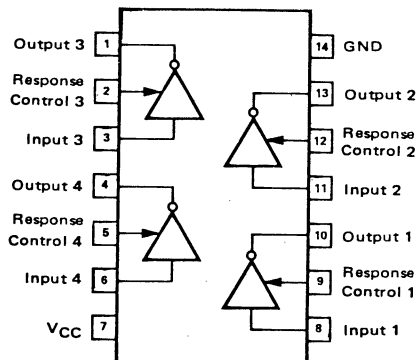 Output 3 1
Response Control 3 2
Input 3 3
Output 4 4
Response Control 4 5
Input 4 6
VCC 7
14 GND
13 Output 2
12 Response Control 2
11 Input 2
10 Output 1
9 Response Control 1
8 Input 1